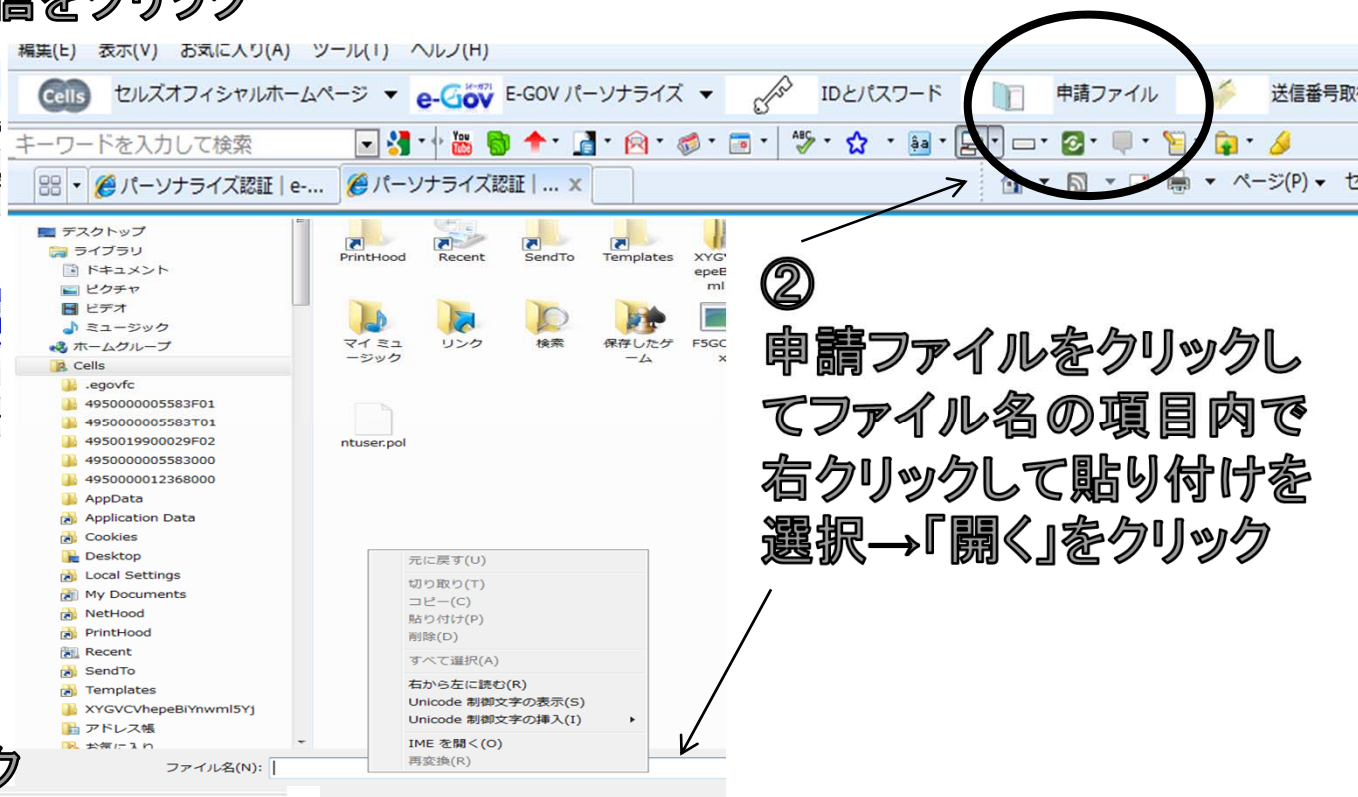 をクリック
編集(E) 表示(V) お気に入り(A) ツール(T) ヘルプ(H)
Cells セルズオフィシャルホームページ e-Gov E-GOV パーソナライズ IDとパスワード 申請ファイル 送信番号取
キーワードを入力して検索 You Tube ABC
パーソナライズ認証 | e-... パーソナライズ認証 | ... x ページ(P)
デスクトップ
ライブラリ
ドキュメント
ピクチャ
ビデオ
ミュージック
ホームグループ
Cells
.egovfc
4950000005583F01
4950000005583T01
4950019900029F02
4950000005583000
4950000012368000
AppData
Application Data
Cookies
Desktop
Local Settings
My Documents
NetHood
PrintHood
Recent
SendTo
Templates
XYGVCVhepeBiYnwml5Yj
アドレス帳
お気に入り
PrintHood Recent SendTo Templates
マイ ミュージック リンク 検索 保存したゲーム
ntuser.pol
元に戻す(U)
切り取り(T)
コピー(C)
貼り付け(P)
削除(D)
すべて選択(A)
右から左に読む(R)
Unicode 制御文字の表示(S)
Unicode 制御文字の挿入(I)
IME を開く(O)
再変換(R)
ファイル名(N):
②
申請ファイルをクリックし
てファイル名の項目内で
右クリックして貼り付けを
選択→「開く」をクリック
ク